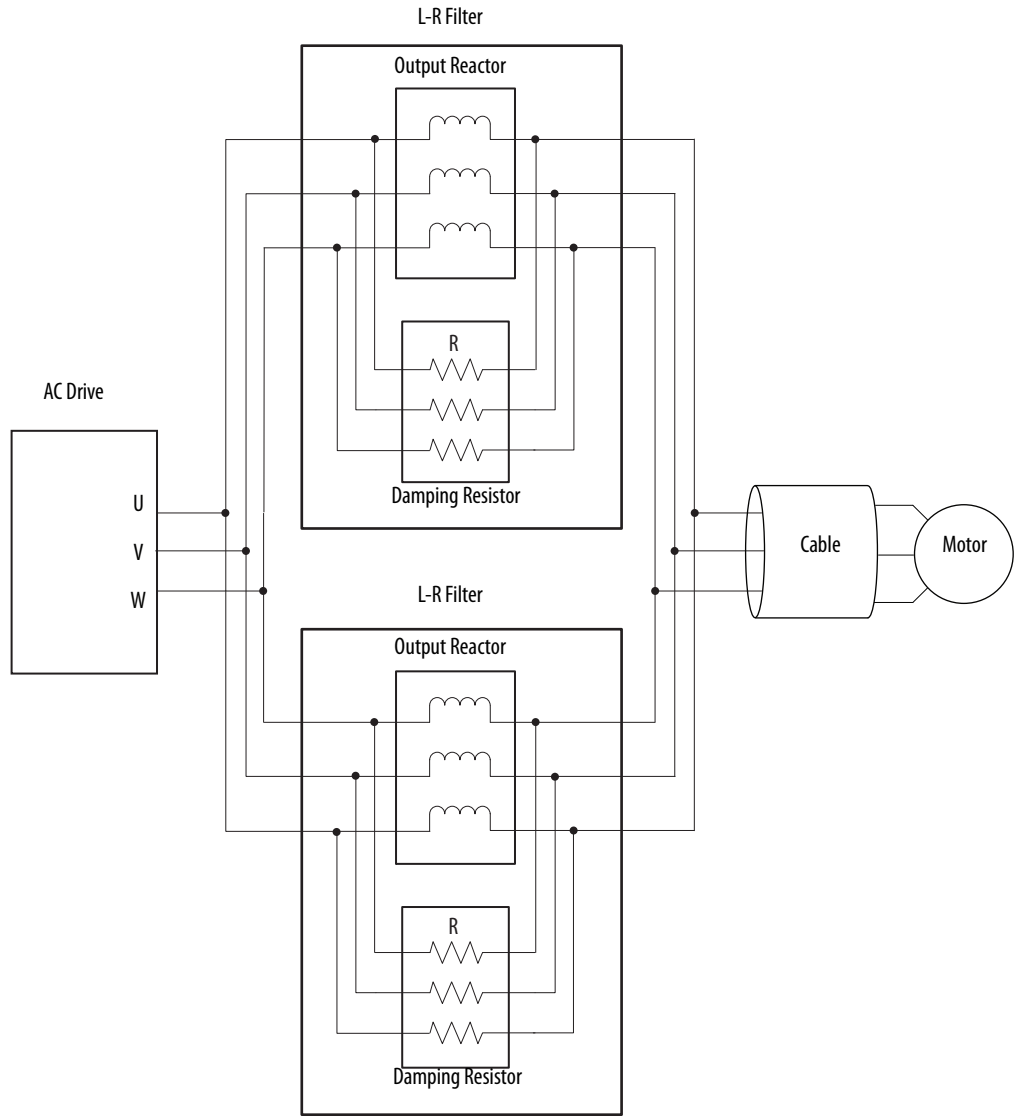 L-R Filter
Output Reactor
R
Damping Resistor
AC Drive
U
V
W
Cable
Motor
L-R Filter
Output Reactor
R
Damping Resistor